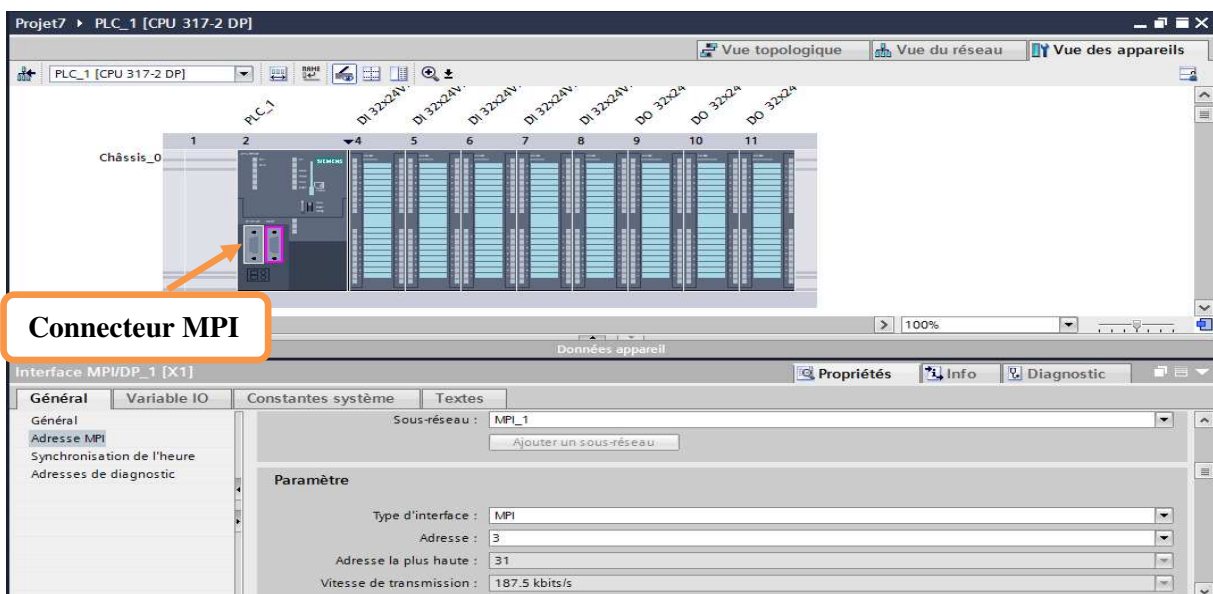 Projet7 ▸ PLC_1 [CPU 317-2 DP]
Vue topologique
Vue du réseau
Vue des appareils
PLC_1 [CPU 317-2 DP]
PLC_1
DI 32x24V
DI 32x24V
DI 32x24V
DI 32x24V
DI 32x24V
DO 32x24
DO 32x24
DO 32x24
1 2 4 5 6 7 8 9 10 11
Châssis_0
SIEMENS
Connecteur MPI
100%
Données appareil
Interface MPI/DP_1 [X1]
Propriétés
Info
Diagnostic
Général
Variable IO
Constantes système
Textes
Général
Adresse MPI
Synchronisation de l'heure
Adresses de diagnostic
Sous-réseau : MPI_1
Ajouter un sous-réseau
Paramètre
Type d'interface : MPI
Adresse : 3
Adresse la plus haute : 31
Vitesse de transmission : 187.5 kbits/s